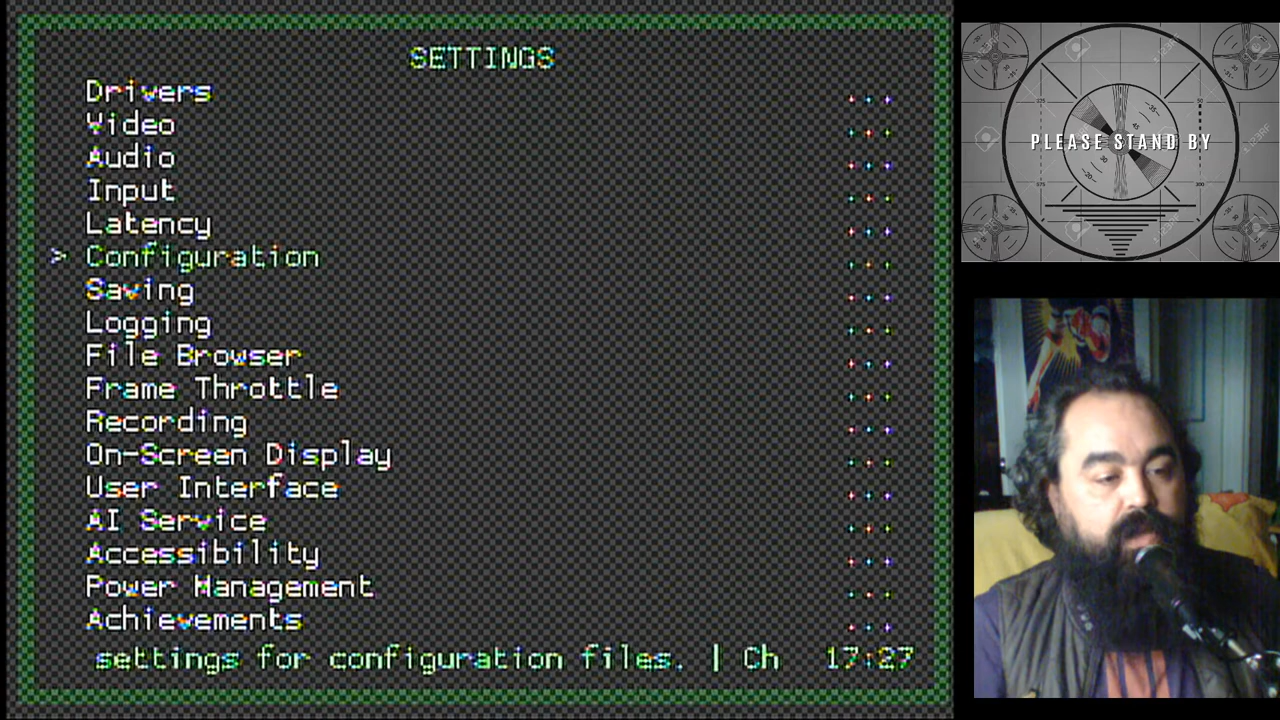 SETTINGS
Drivers ...
Video ...
Audio ...
Input ...
Latency ...
> Configuration ...
Saving ...
Logging ...
File Browser ...
Frame Throttle ...
Recording ...
On-Screen Display ...
User Interface ...
AI Service ...
Accessibility ...
Power Management ...
Achievements ...
settings for configuration files. | Ch 17:27
PLEASE STAND BY